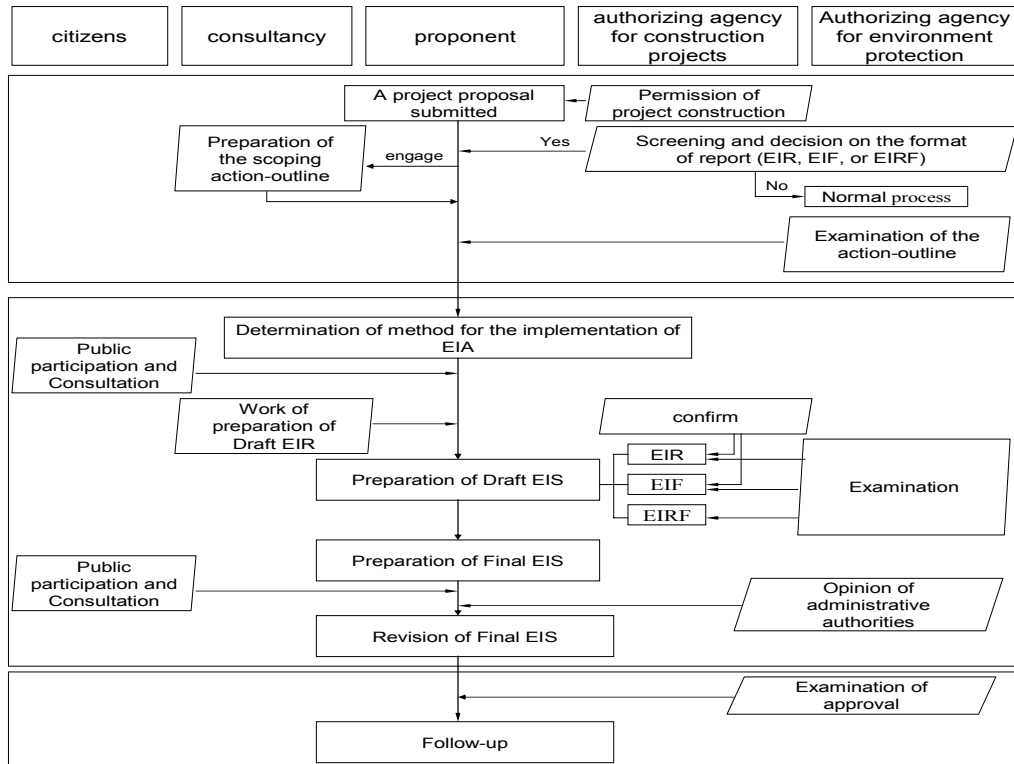 citizens
consultancy
proponent
authorizing agency
for construction
projects
Authorizing agency
for environment
protection
A project proposal
submitted
Permission of
project construction
Preparation of
the scoping
action-outline
engage
Yes
Screening and decision on the format
of report (EIR, EIF, or EIRF)
No
Normal process
Examination of the
action-outline
Determination of method for the implementation of
EIA
Public
participation and
Consultation
Work of
preparation of
Draft EIR
confirm
EIR
Preparation of Draft EIS
EIF
Examination
EIRF
Preparation of Final EIS
Public
participation and
Consultation
Opinion of
administrative
authorities
Revision of Final EIS
Examination of
approval
Follow-up